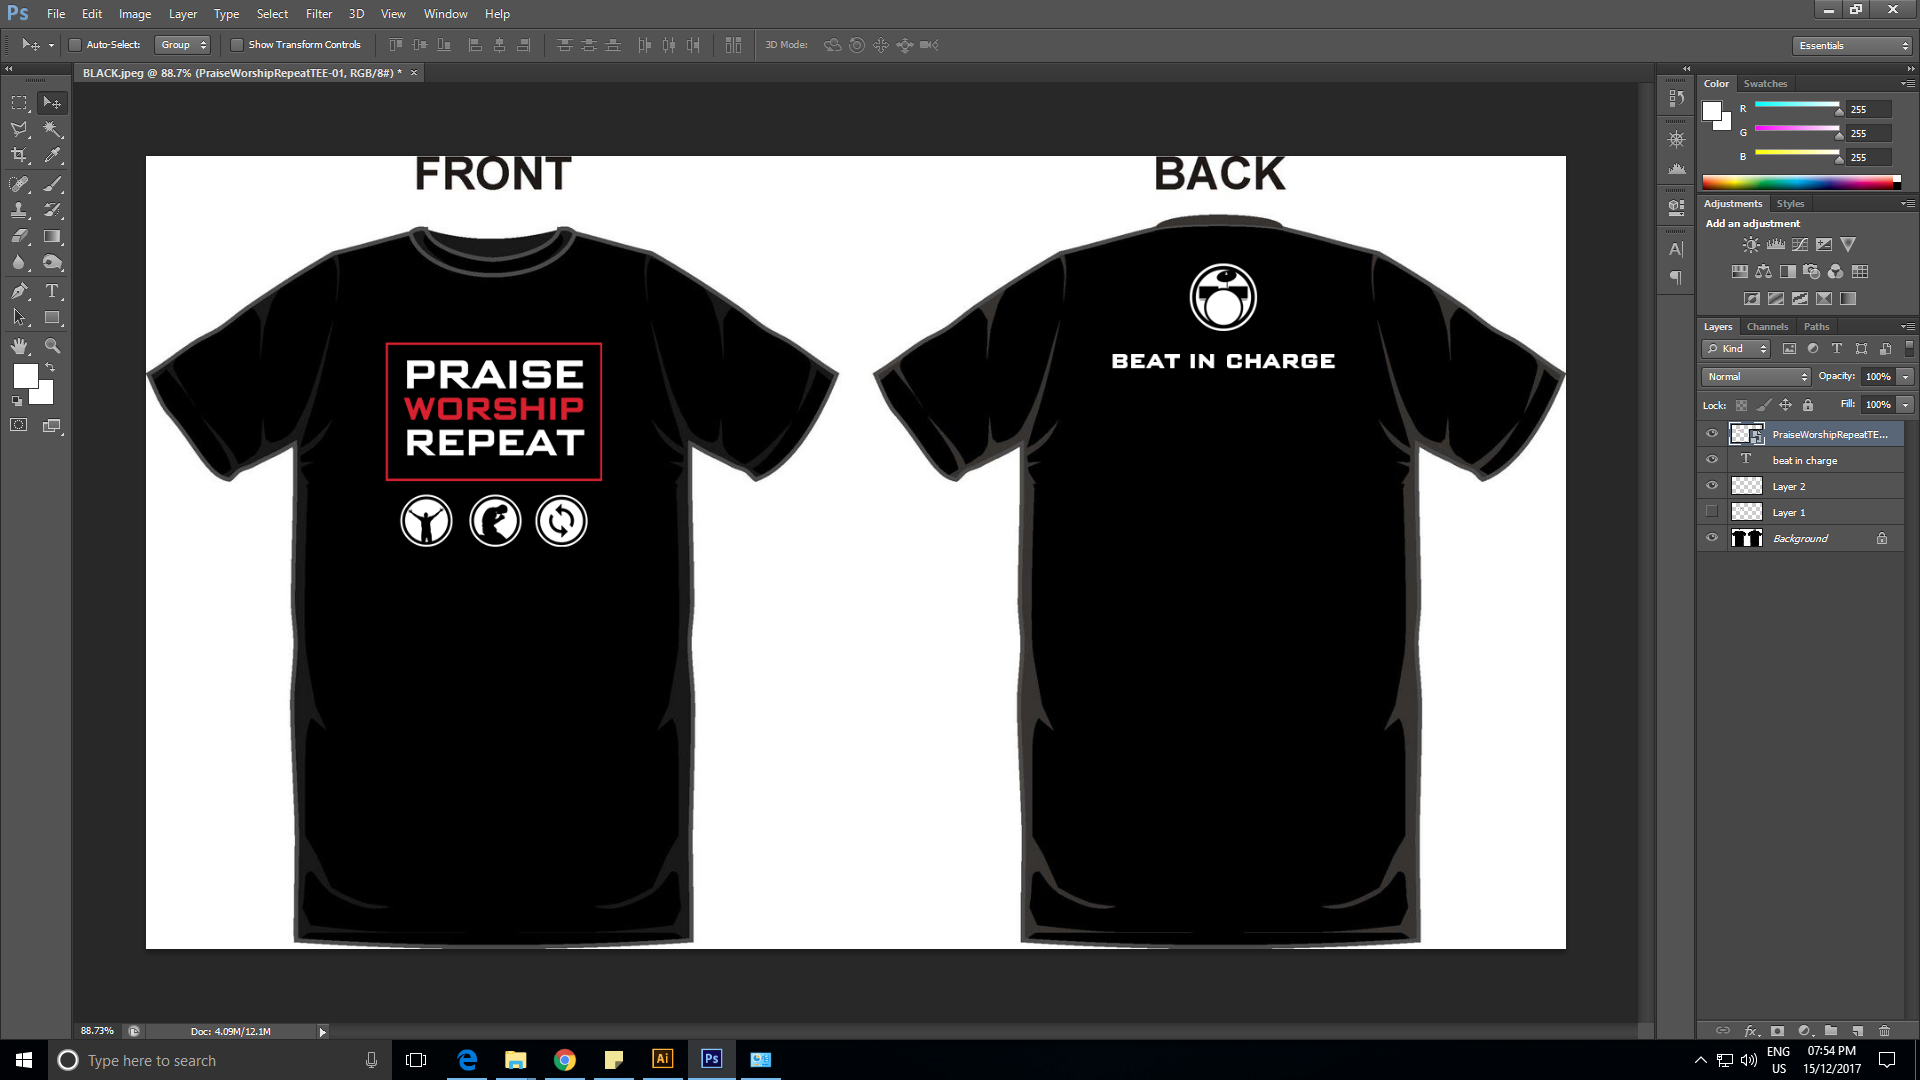 Ps File Edit Image Layer Type Select Filter 3D View Window Help
Auto-Select: Group Show Transform Controls 3D Mode: Essentials
BLACK.jpeg @ 88.7% (PraiseWorshipRepeatTEE-01, RGB/8#) * ×
FRONT
BACK
PRAISE
WORSHIP
REPEAT
BEAT IN CHARGE
Color Swatches
R 255
G 255
B 255
Adjustments Styles
Add an adjustment
Layers Channels Paths
Kind
Normal Opacity: 100%
Lock: Fill: 100%
PraiseWorshipRepeatTE...
T beat in charge
Layer 2
Layer 1
Background
88.73% Doc: 4.09M/12.1M
Type here to search
Ai Ps
ENG
US
07:54 PM
15/12/2017